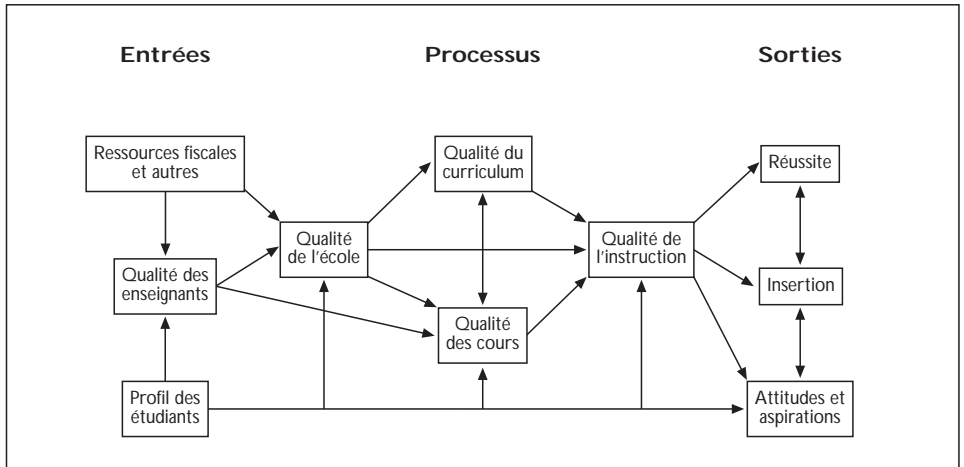 Entrées
Processus
Sorties
Ressources fiscales
et autres
Qualité du
curriculum
Réussite
Qualité
de l'école
Qualité de
l'instruction
Qualité des
enseignants
Insertion
Qualité
des cours
Profil des
étudiants
Attitudes et
aspirations